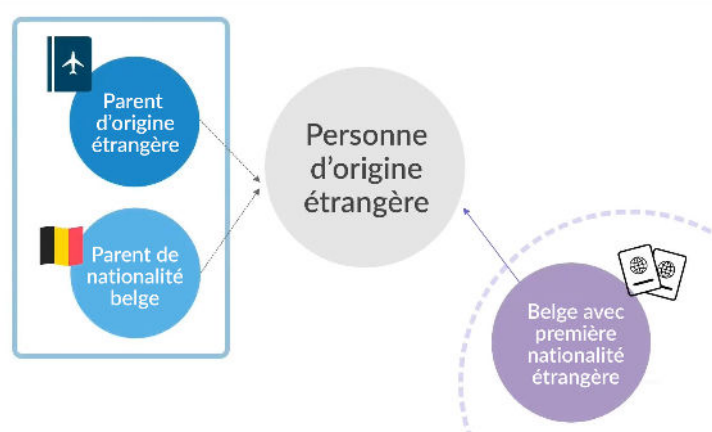 Parent
d'origine
étrangère
Personne
d'origine
étrangère
Parent de
nationalité
belge
Belge avec
première
nationalité
étrangère